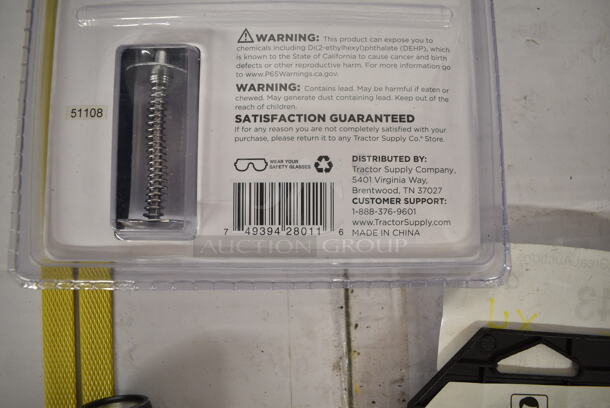 WARNING: This product can expose you to
chemicals including Di(2-ethylhexyl)phthalate (DEHP), which
is known to the State of California to cause cancer and birth
defects or other reproductive harm. For more information go
to www.P65Warnings.ca.gov.
WARNING: Contains lead. May be harmful if eaten or
chewed. May generate dust containing lead. Keep out of the
reach of children.
51108
SATISFACTION GUARANTEED
If for any reason you are not completely satisfied with your
purchase, please return it to any Tractor Supply Co.® Store.
WEAR YOUR
SAFETY GLASSES
DISTRIBUTED BY:
Tractor Supply Company,
5401 Virginia Way,
Brentwood, TN 37027
CUSTOMER SUPPORT:
1-888-376-9601
www.TractorSupply.com
MADE IN CHINA
7 49394 28011 6
AUCTION GROUP